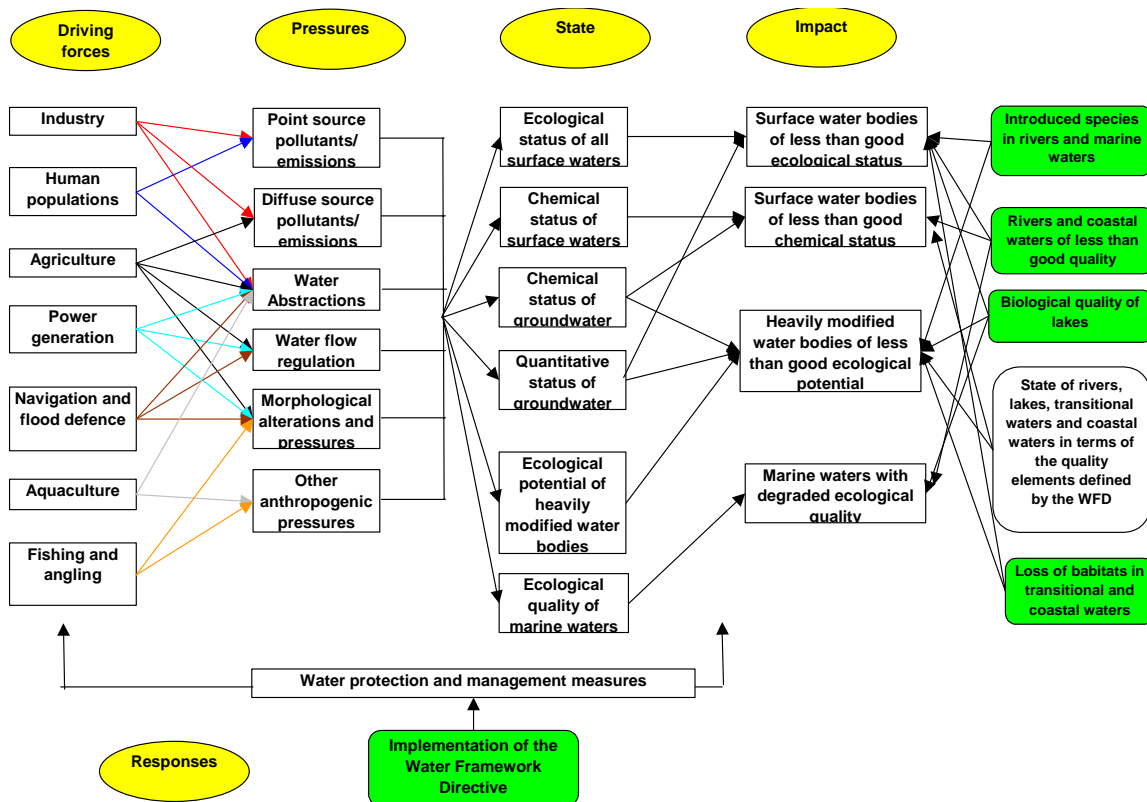 Driving
forces
Pressures
State
Impact
Industry
Human
populations
Agriculture
Power
generation
Navigation and
flood defence
Aquaculture
Fishing and
angling
Point source
pollutants/
emissions
Diffuse source
pollutants/
emissions
Water
Abstractions
Water flow
regulation
Morphological
alterations and
pressures
Other
anthropogenic
pressures
Ecological
status of all
surface waters
Chemical
status of
surface waters
Chemical
status of
groundwater
Quantitative
status of
groundwater
Ecological
potential of
heavily
modified water
bodies
Ecological
quality of
marine waters
Surface water bodies
of less than good
ecological status
Surface water bodies
of less than good
chemical status
Heavily modified
water bodies of less
than good ecological
potential
Marine waters with
degraded ecological
quality
Introduced species
in rivers and marine
waters
Rivers and coastal
waters of less than
good quality
Biological quality of
lakes
State of rivers,
lakes, transitional
waters and coastal
waters in terms of
the quality
elements defined
by the WFD
Loss of babitats in
transitional and
coastal waters
Water protection and management measures
Implementation of the
Water Framework
Directive
Responses